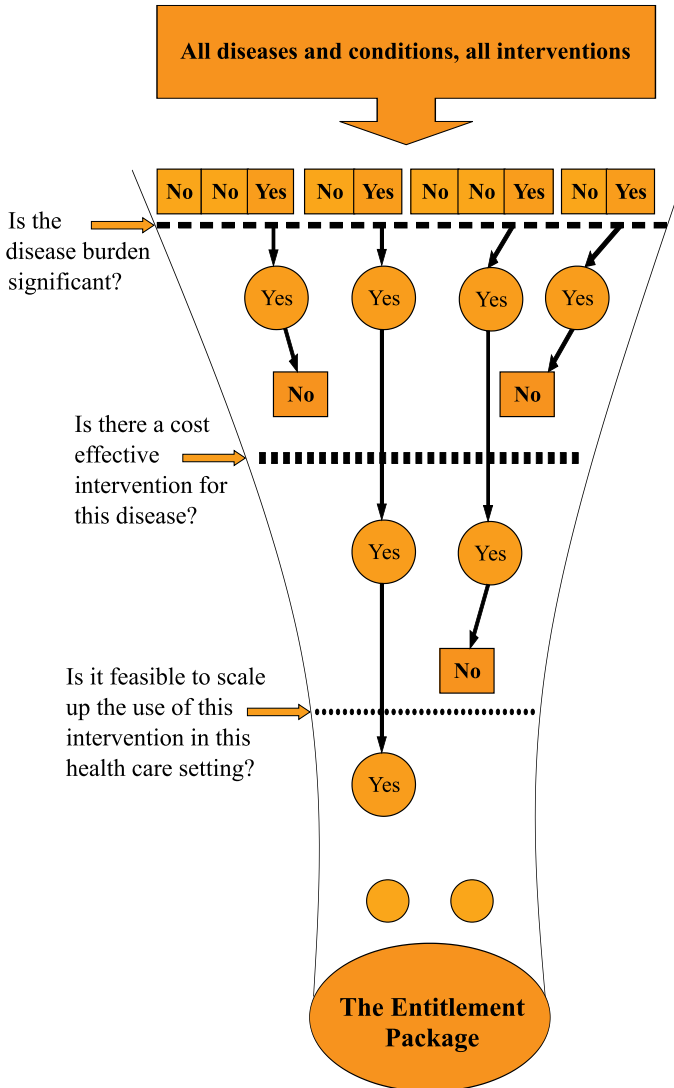 All diseases and conditions, all interventions
No No Yes No Yes No No Yes No Yes
Is the
disease burden
significant?
Yes Yes Yes Yes
No No
Is there a cost
effective
intervention for
this disease?
Yes Yes
No
Is it feasible to scale
up the use of this
intervention in this
health care setting?
Yes
The Entitlement
Package